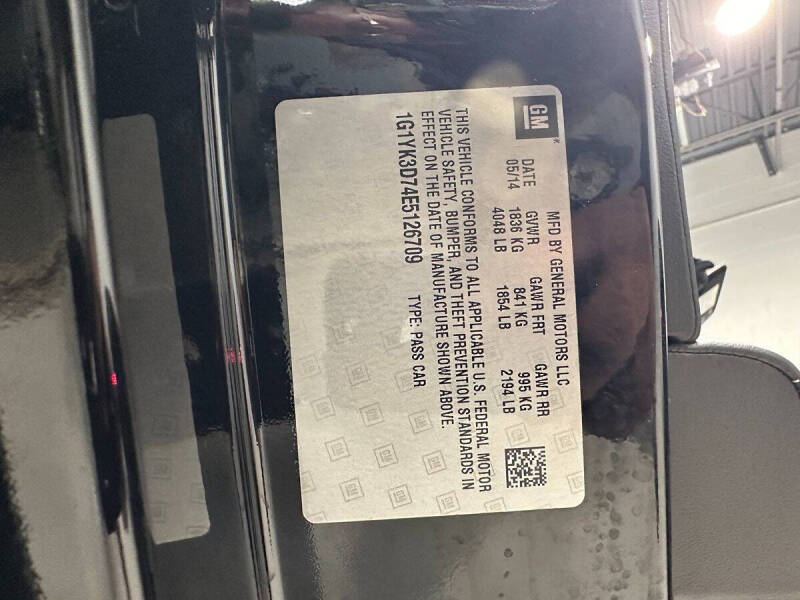 GM
MFD BY GENERAL MOTORS LLC
DATE GVWR GAWR FRT GAWR RR
05/14 1836 KG 841 KG 995 KG
4048 LB 1854 LB 2194 LB
THIS VEHICLE CONFORMS TO ALL APPLICABLE U.S. FEDERAL MOTOR
VEHICLE SAFETY, BUMPER, AND THEFT PREVENTION STANDARDS IN
EFFECT ON THE DATE OF MANUFACTURE SHOWN ABOVE.
1G1YK3D74E5126709 TYPE: PASS CAR